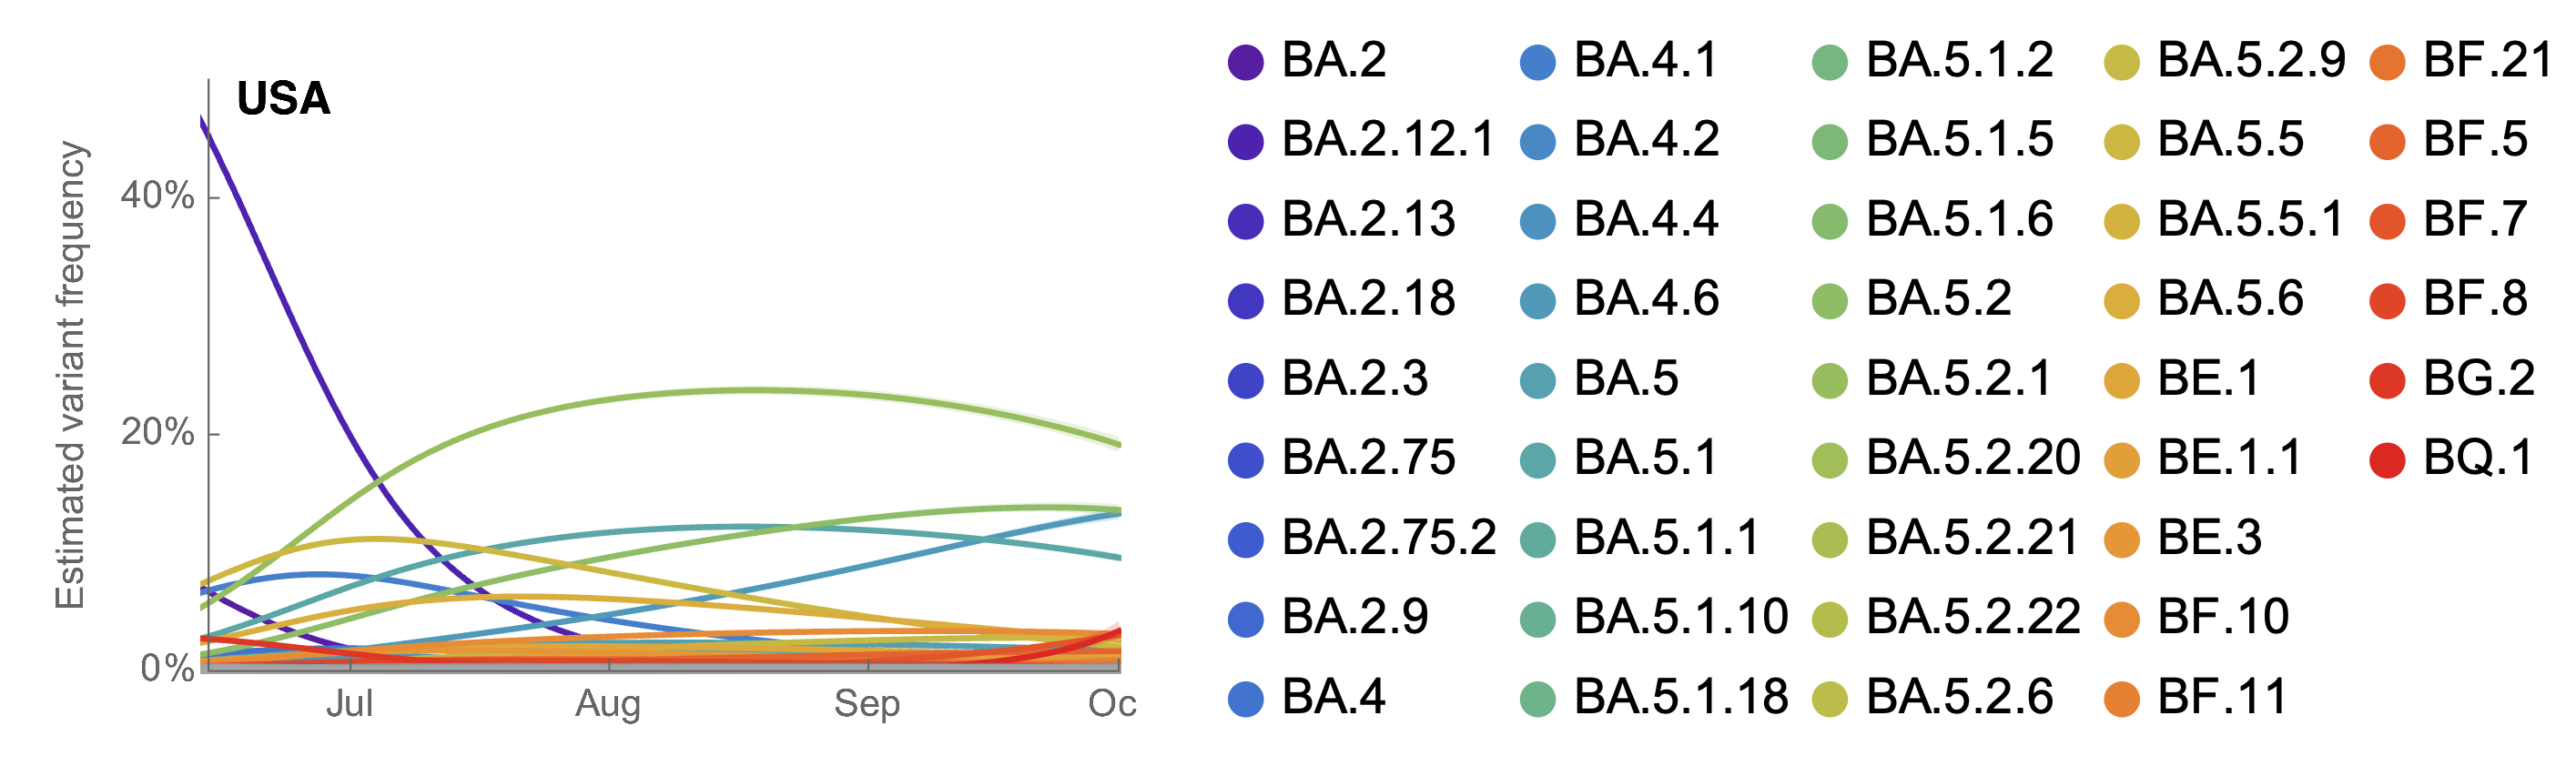 USA
Estimated variant frequency
40%
20%
0%
Jul Aug Sep Oc
BA.2
BA.2.12.1
BA.2.13
BA.2.18
BA.2.3
BA.2.75
BA.2.75.2
BA.2.9
BA.4
BA.4.1
BA.4.2
BA.4.4
BA.4.6
BA.5
BA.5.1
BA.5.1.1
BA.5.1.10
BA.5.1.18
BA.5.1.2
BA.5.1.5
BA.5.1.6
BA.5.2
BA.5.2.1
BA.5.2.20
BA.5.2.21
BA.5.2.22
BA.5.2.6
BA.5.2.9
BA.5.5
BA.5.5.1
BA.5.6
BE.1
BE.1.1
BE.3
BF.10
BF.11
BF.21
BF.5
BF.7
BF.8
BG.2
BQ.1